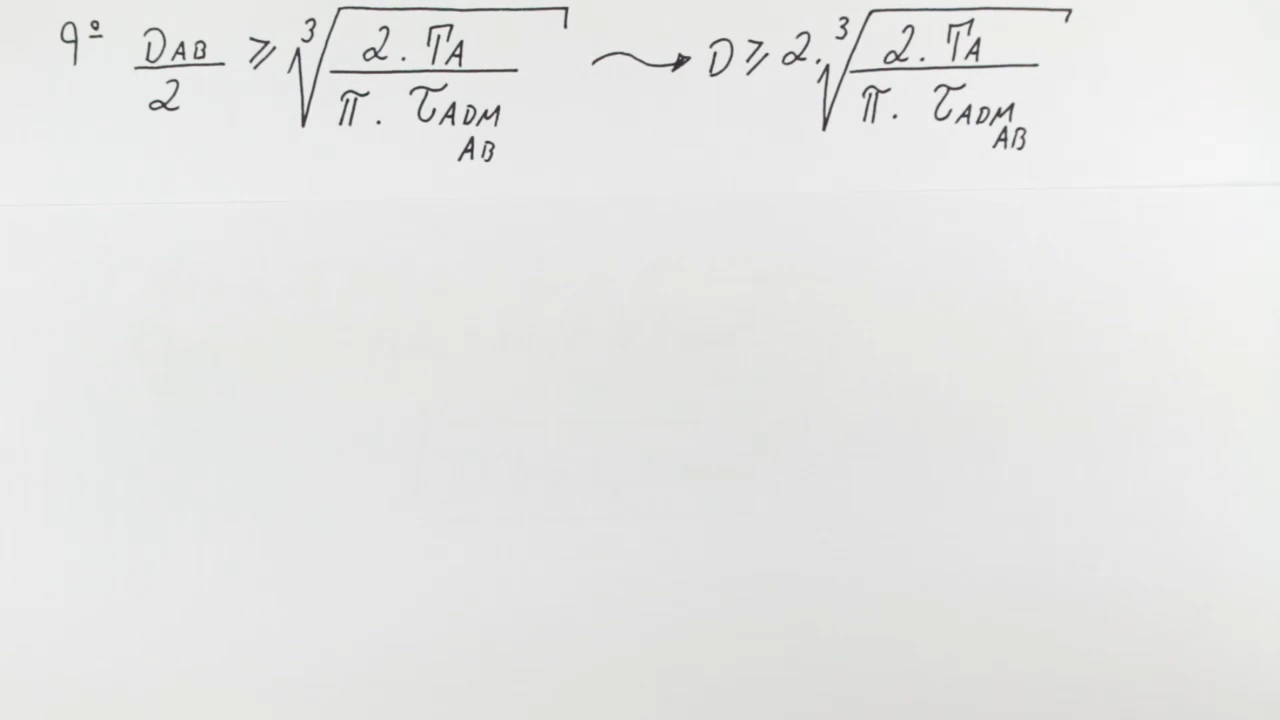 9º D_AB/2 ≥ ∛(2 . T_A / π . τ_ADM AB) → D ≥ 2 . ∛(2 . T_A / π . τ_ADM AB)